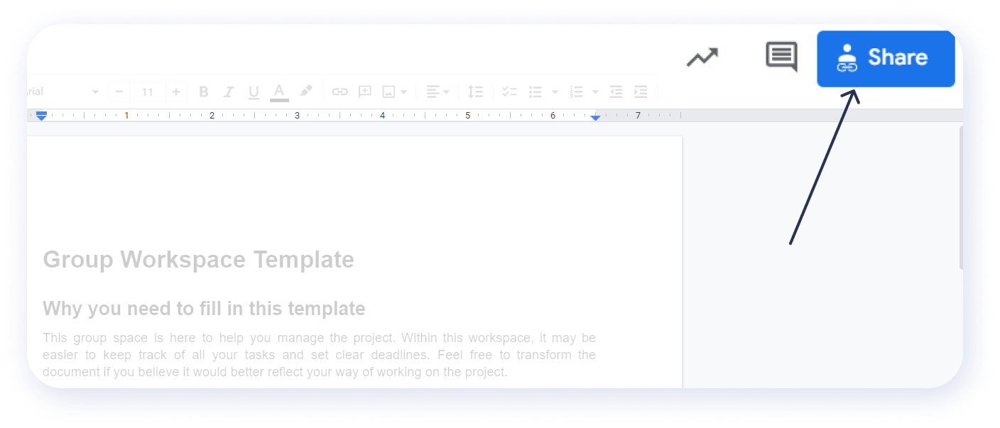 Share
rial
11
B I U A
1 2 3 4 5 6 7
Group Workspace Template
Why you need to fill in this template
This group space is here to help you manage the project. Within this workspace, it may be
easier to keep track of all your tasks and set clear deadlines. Feel free to transform the
document if you believe it would better reflect your way of working on the project.